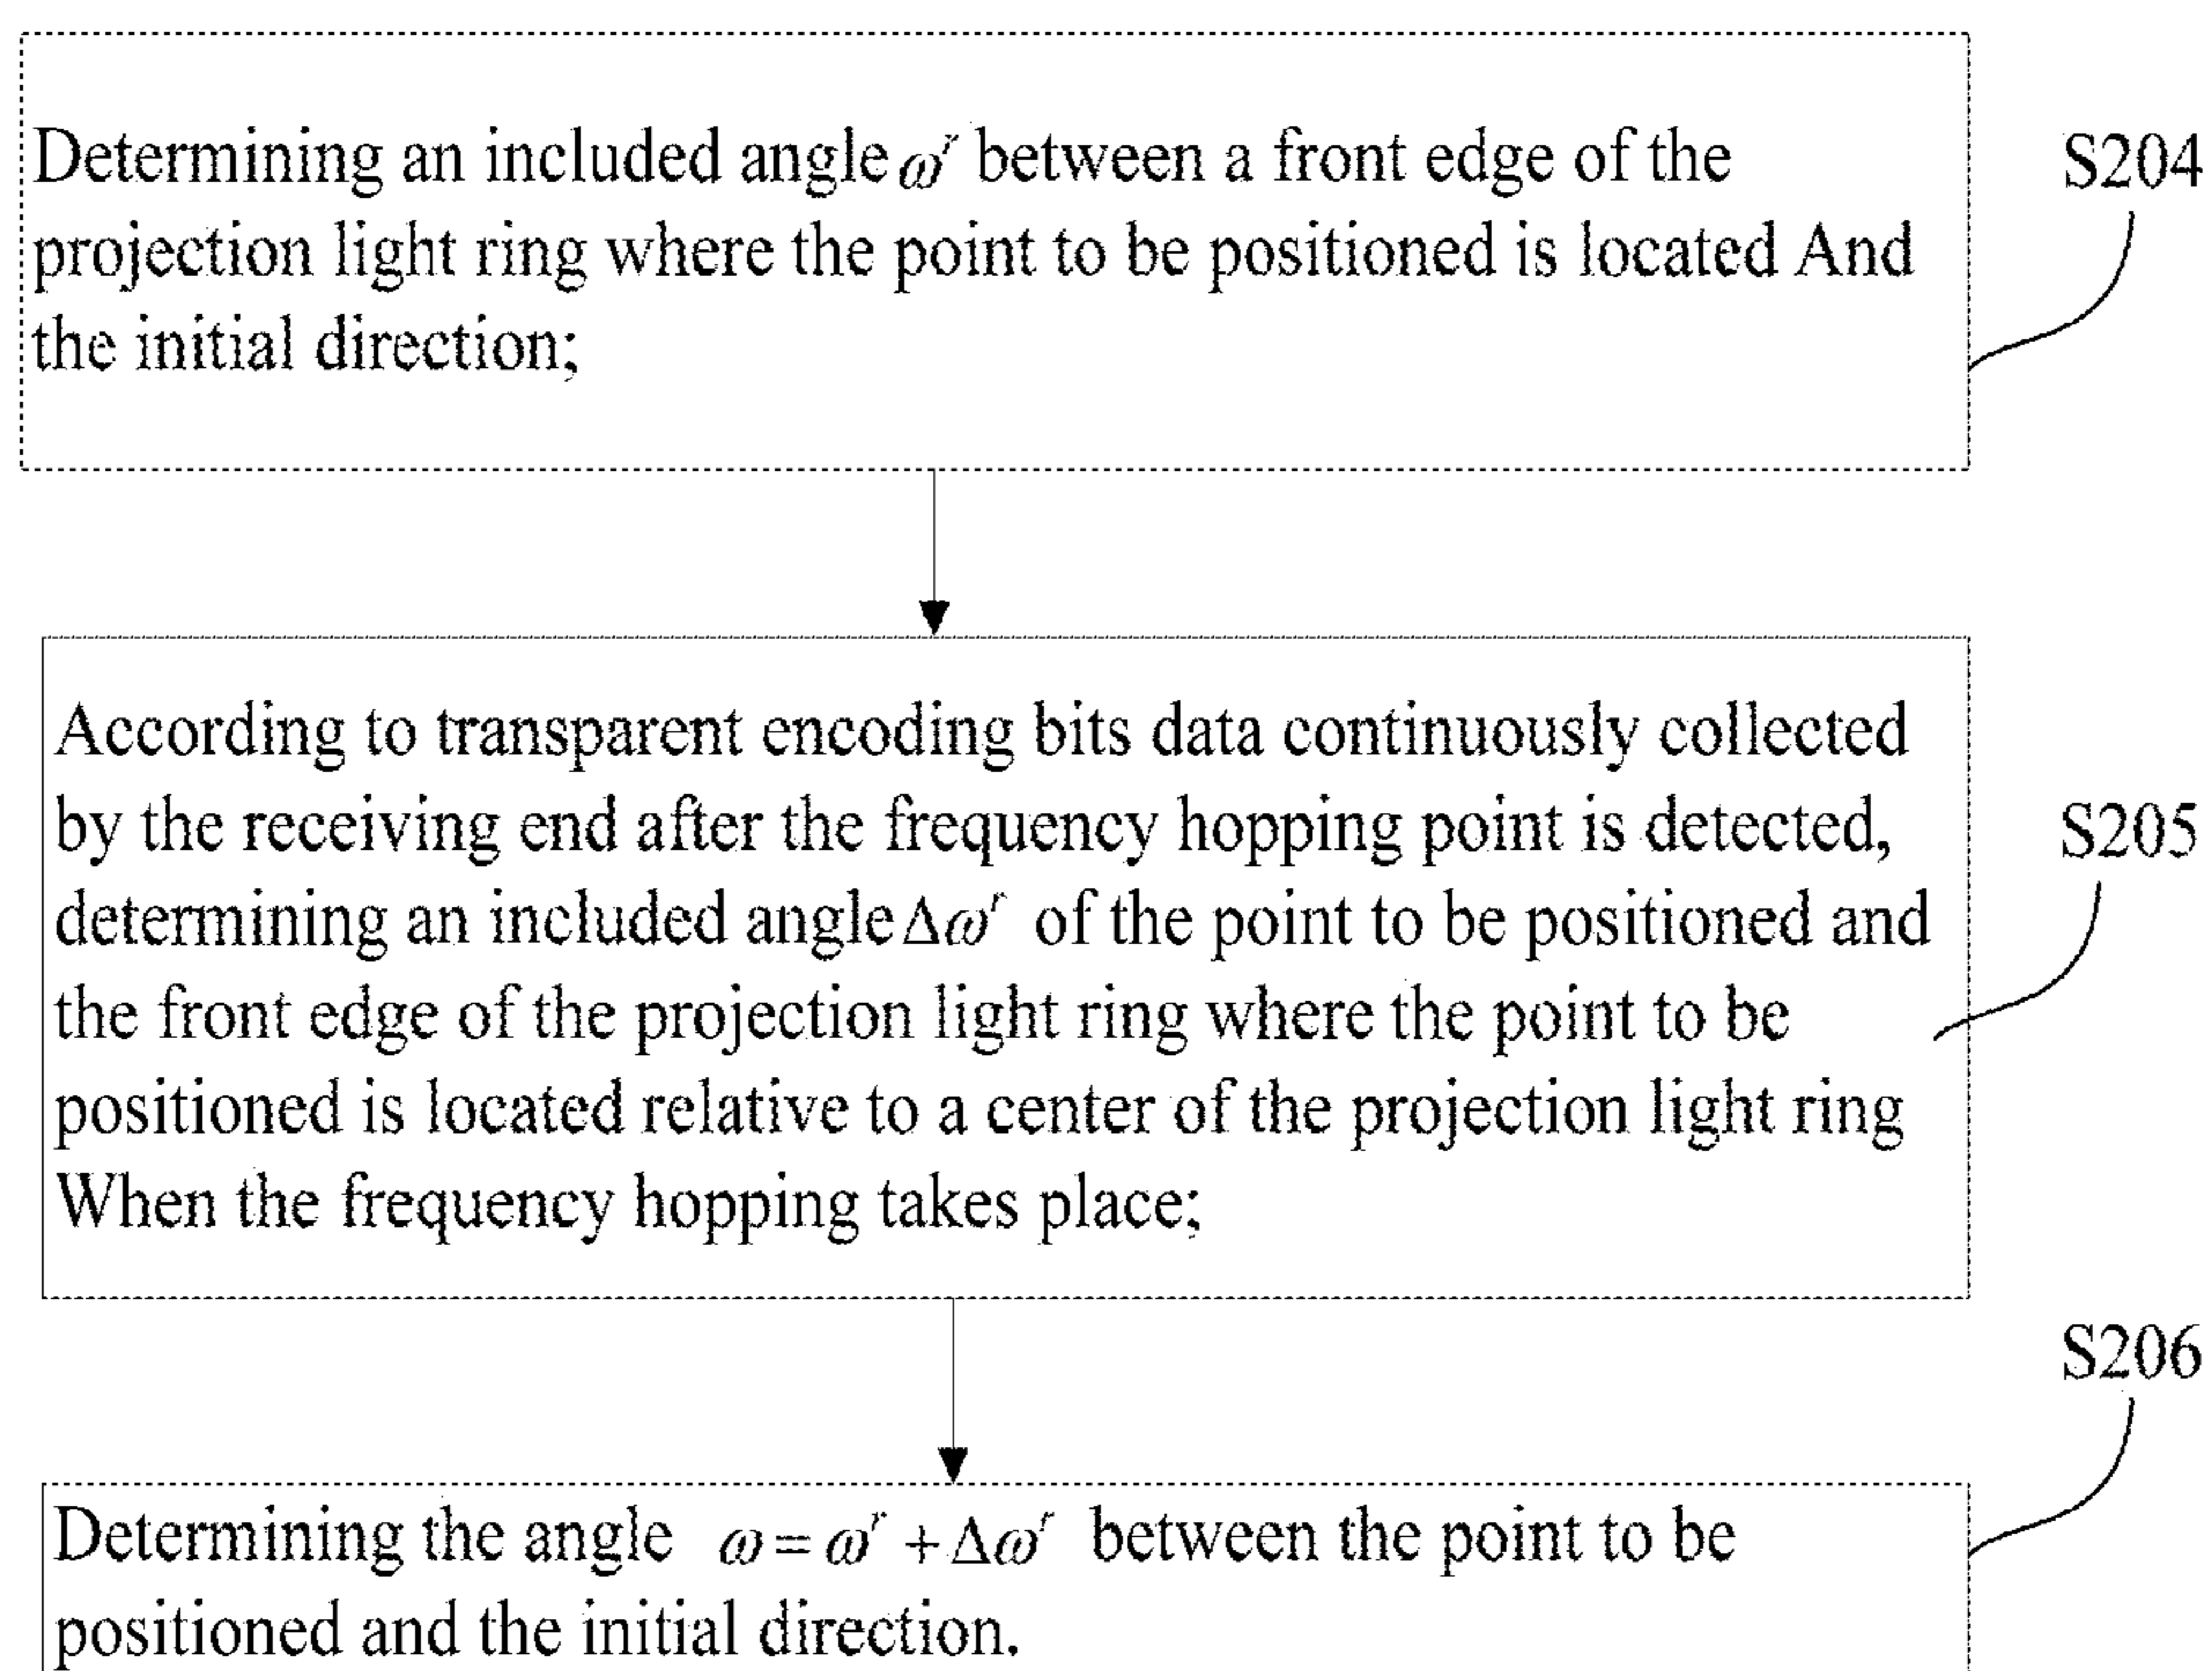 Determining an included angle ω^r between a front edge of the
projection light ring where the point to be positioned is located And
the initial direction;
S204
According to transparent encoding bits data continuously collected
by the receiving end after the frequency hopping point is detected,
determining an included angle Δω^r of the point to be positioned and
the front edge of the projection light ring where the point to be
positioned is located relative to a center of the projection light ring
When the frequency hopping takes place;
S205
Determining the angle ω = ω^r + Δω^r between the point to be
positioned and the initial direction.
S206